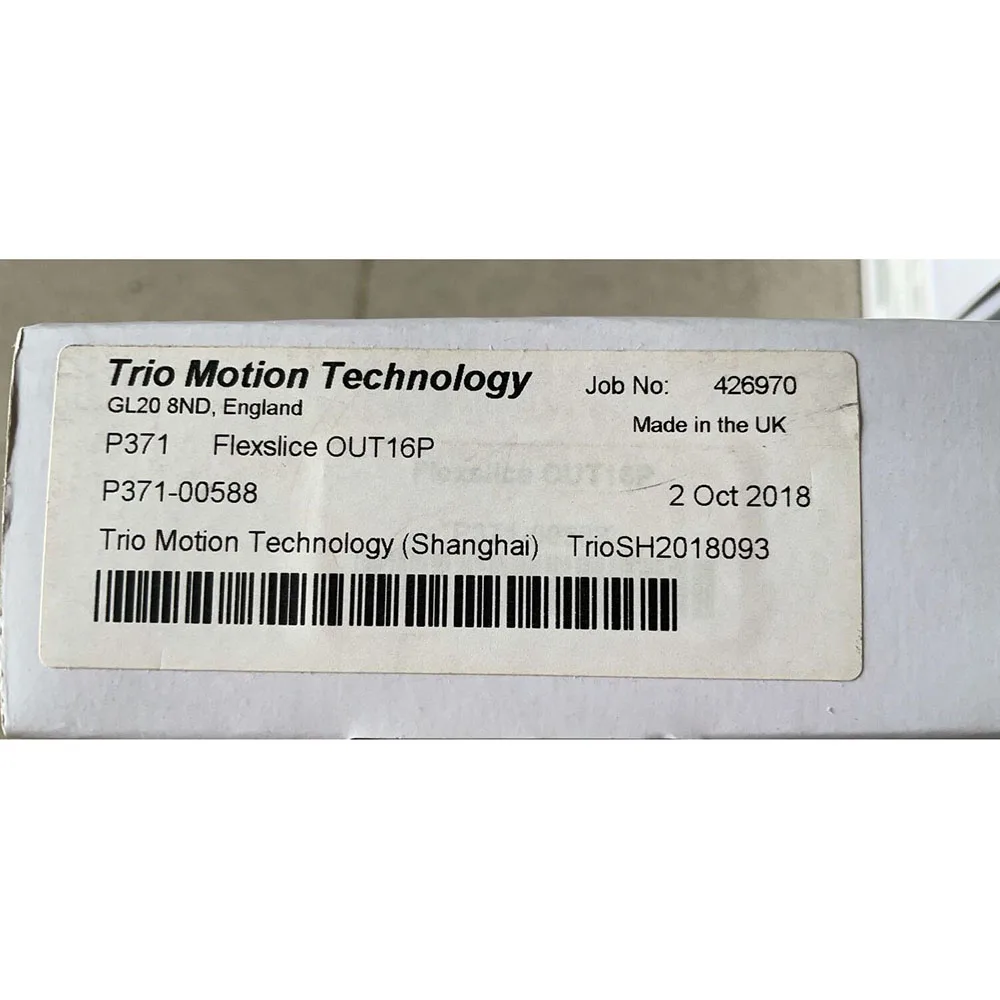 Trio Motion Technology Job No: 426970
GL20 8ND, England Made in the UK
P371 Flexslice OUT16P
P371-00588 2 Oct 2018
Trio Motion Technology (Shanghai) TrioSH2018093